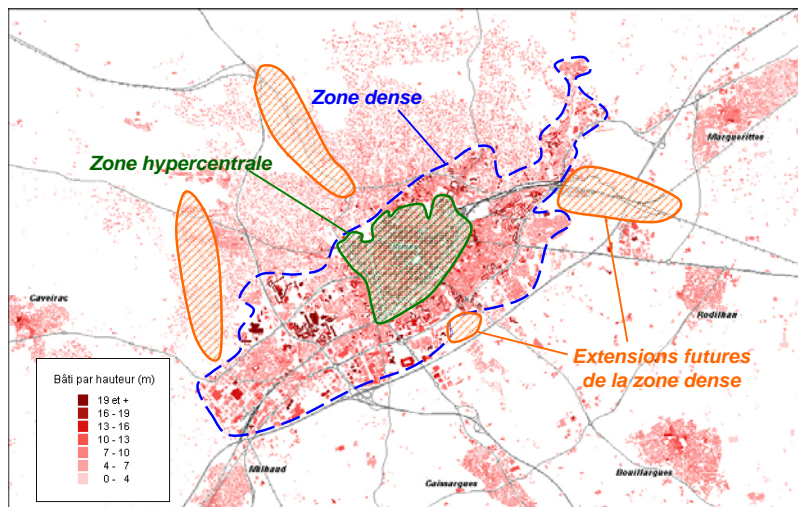 Zone dense
Marguerittes
Zone hypercentrale
Caveirac
Rodilhan
Extensions futures
de la zone dense
Bâti par hauteur (m)
19 et +
16 - 19
13 - 16
10 - 13
7 - 10
4 - 7
0 - 4
Milhaud
Caissargues
Bouillargues